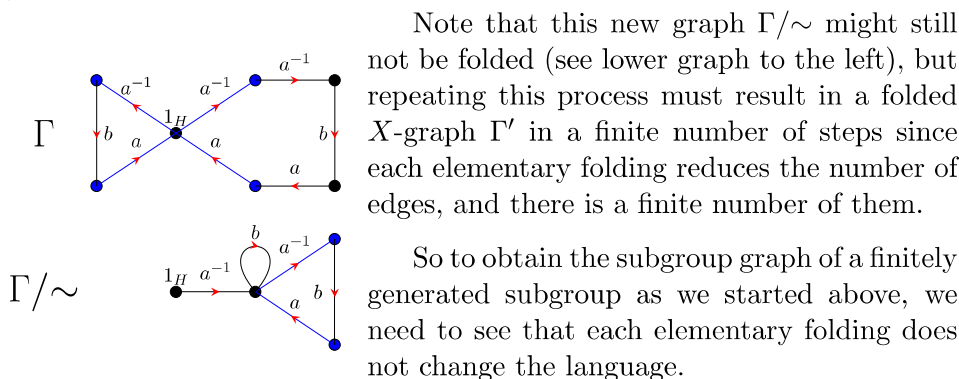 Note that this new graph Γ/∼ might still
not be folded (see lower graph to the left), but
repeating this process must result in a folded
X-graph Γ′ in a finite number of steps since
each elementary folding reduces the number of
edges, and there is a finite number of them.
So to obtain the subgroup graph of a finitely
generated subgroup as we started above, we
need to see that each elementary folding does
not change the language.
Γ
a⁻¹
a⁻¹
a⁻¹
1_H
b
b
a
a
a
Γ/∼
b
1_H
a⁻¹
a⁻¹
b
a